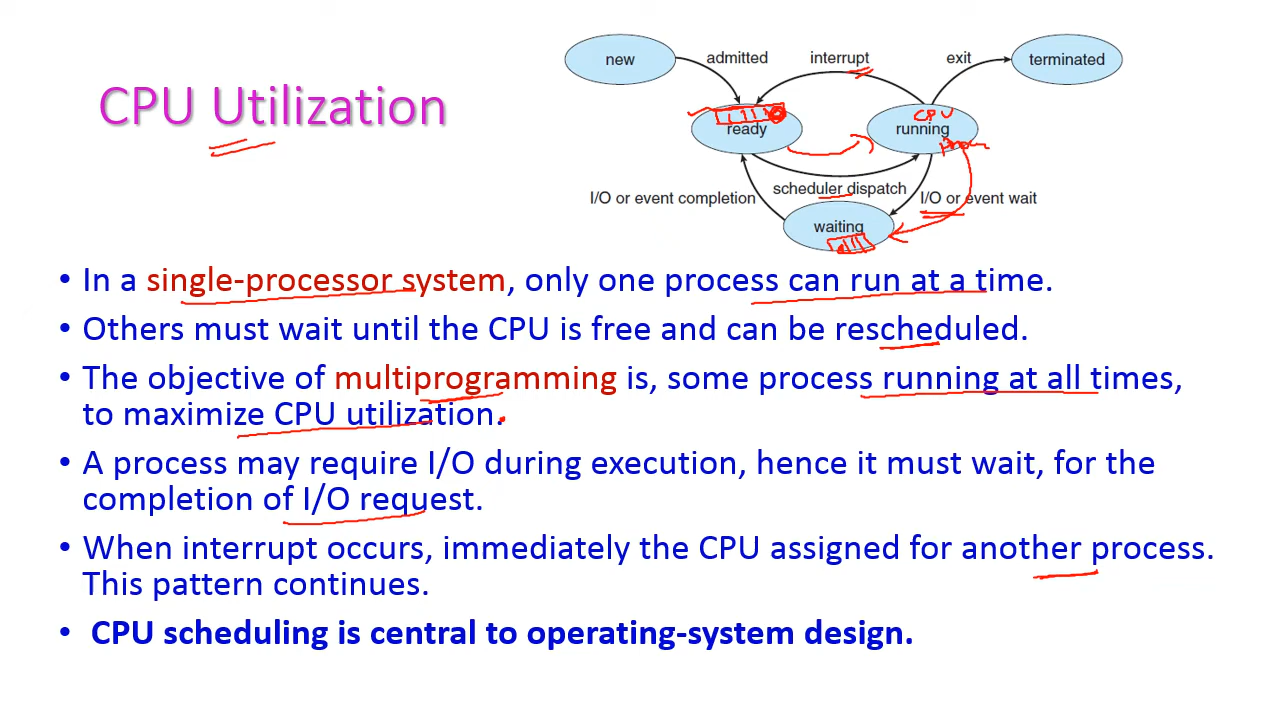 new
admitted
interrupt
exit
terminated
CPU Utilization
ready
CPU
running
I/O or event completion
scheduler dispatch
I/O or event wait
waiting
• In a single-processor system, only one process can run at a time.
• Others must wait until the CPU is free and can be rescheduled.
• The objective of multiprogramming is, some process running at all times,
to maximize CPU utilization.
• A process may require I/O during execution, hence it must wait, for the
completion of I/O request.
• When interrupt occurs, immediately the CPU assigned for another process.
This pattern continues.
• CPU scheduling is central to operating-system design.